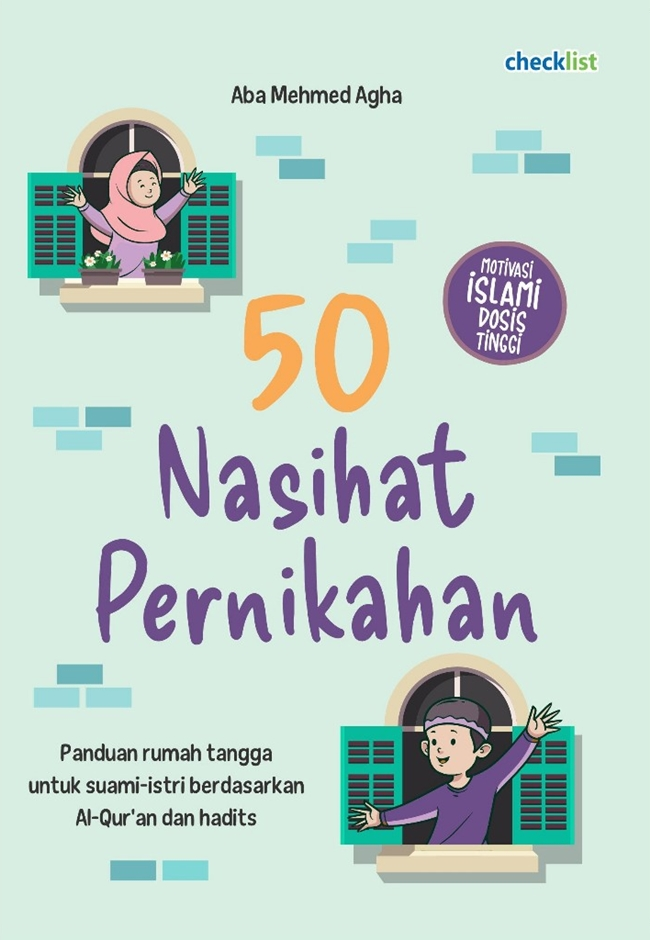 checklist
Aba Mehmed Agha
MOTIVASI
ISLAMI
DOSIS
TINGGI
50
Nasihat
Pernikahan
Panduan rumah tangga
untuk suami-istri berdasarkan
Al-Qur'an dan hadits